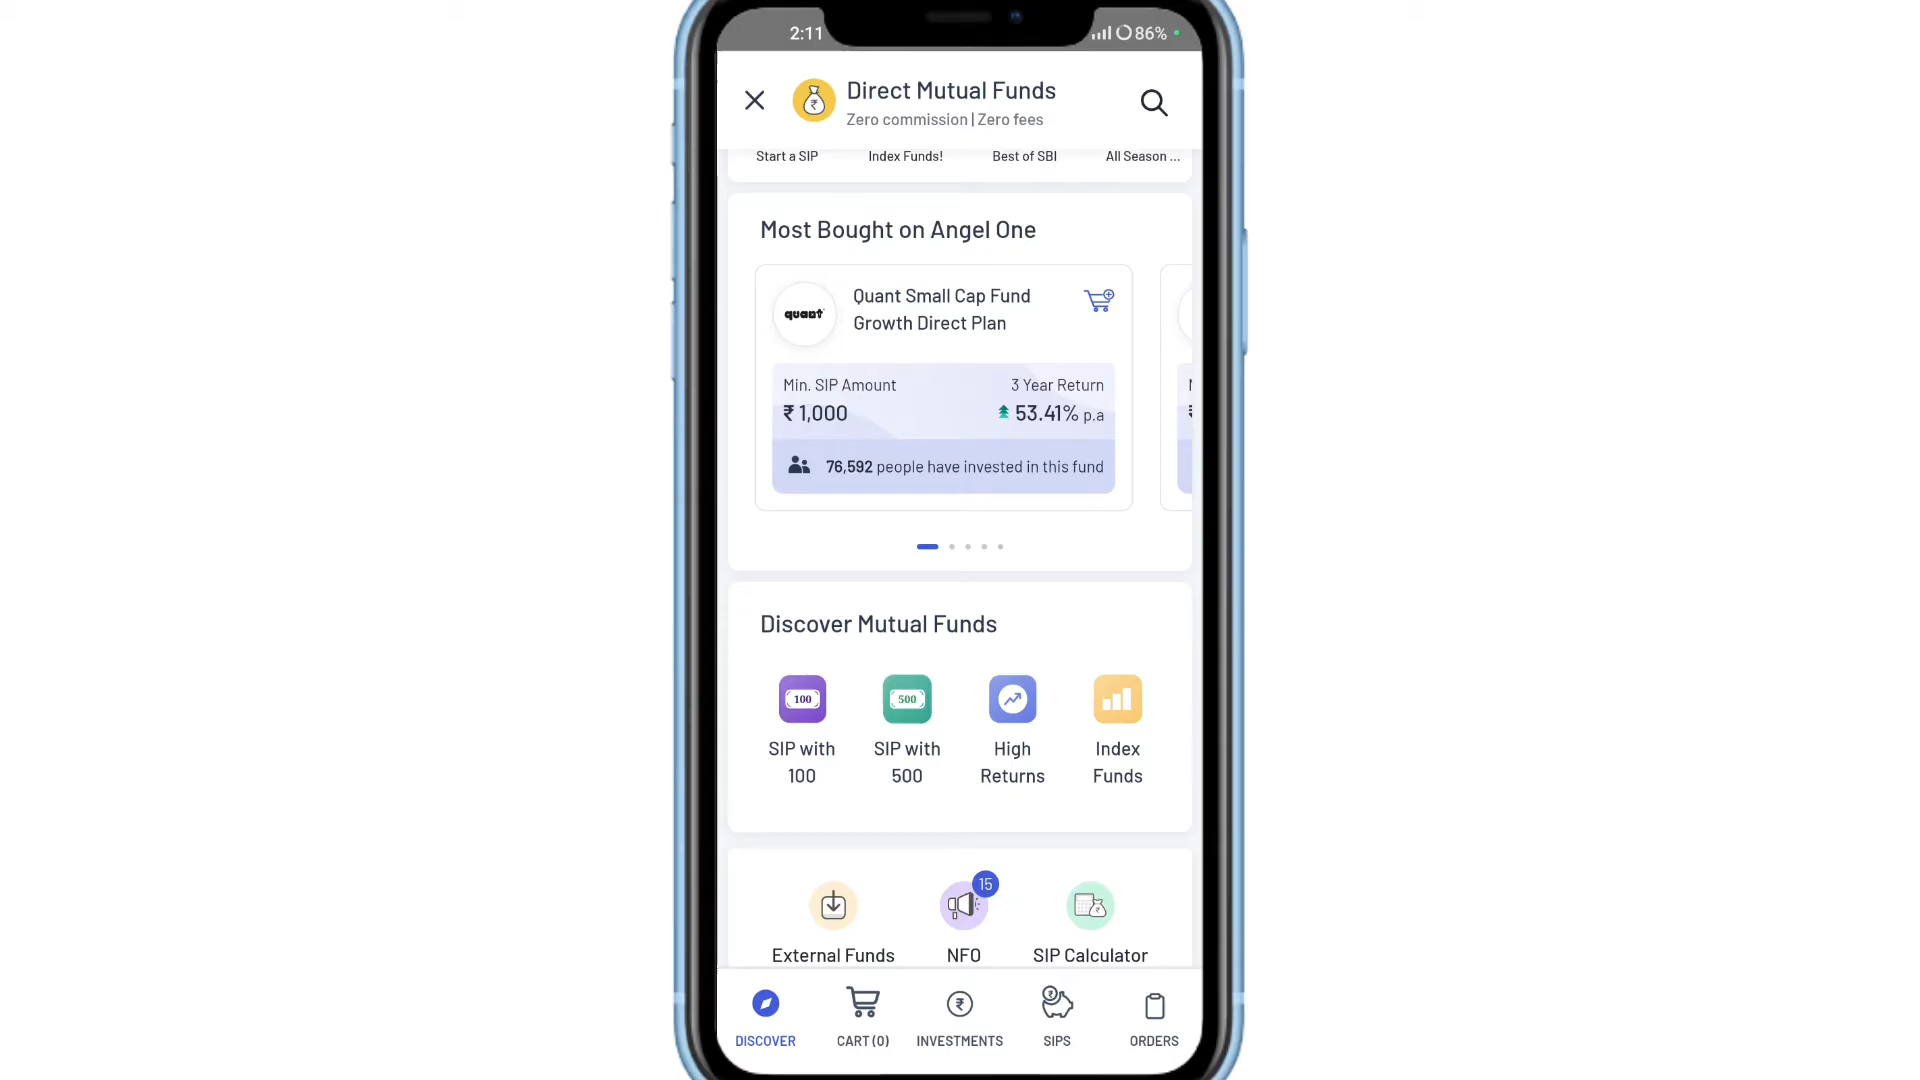 2:11
86%
Direct Mutual Funds
Zero commission | Zero fees
Start a SIP
Index Funds!
Best of SBI
All Season ...
Most Bought on Angel One
quant
Quant Small Cap Fund
Growth Direct Plan
Min. SIP Amount
3 Year Return
₹ 1,000
53.41% p.a
76,592 people have invested in this fund
Discover Mutual Funds
100
500
SIP with
100
SIP with
500
High
Returns
Index
Funds
15
External Funds
NFO
SIP Calculator
DISCOVER
CART (0)
INVESTMENTS
SIPS
ORDERS